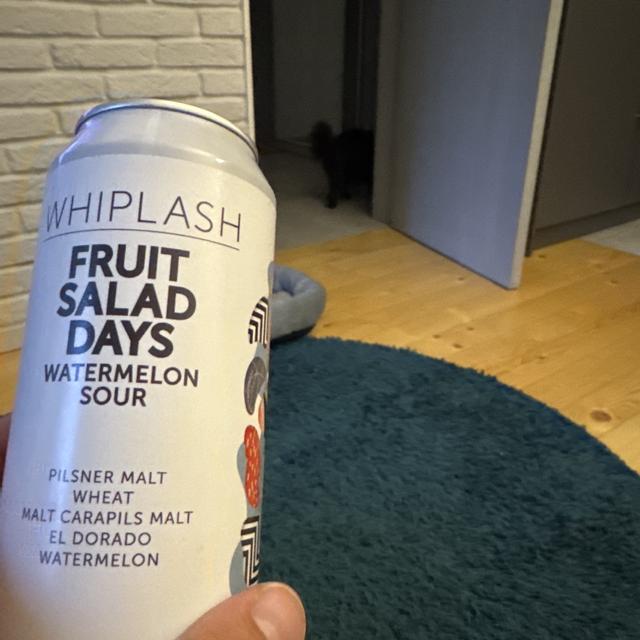 WHIPLASH
FRUIT
SALAD
DAYS
WATERMELON
SOUR
PILSNER MALT
WHEAT
MALT CARAPILS MALT
EL DORADO
WATERMELON